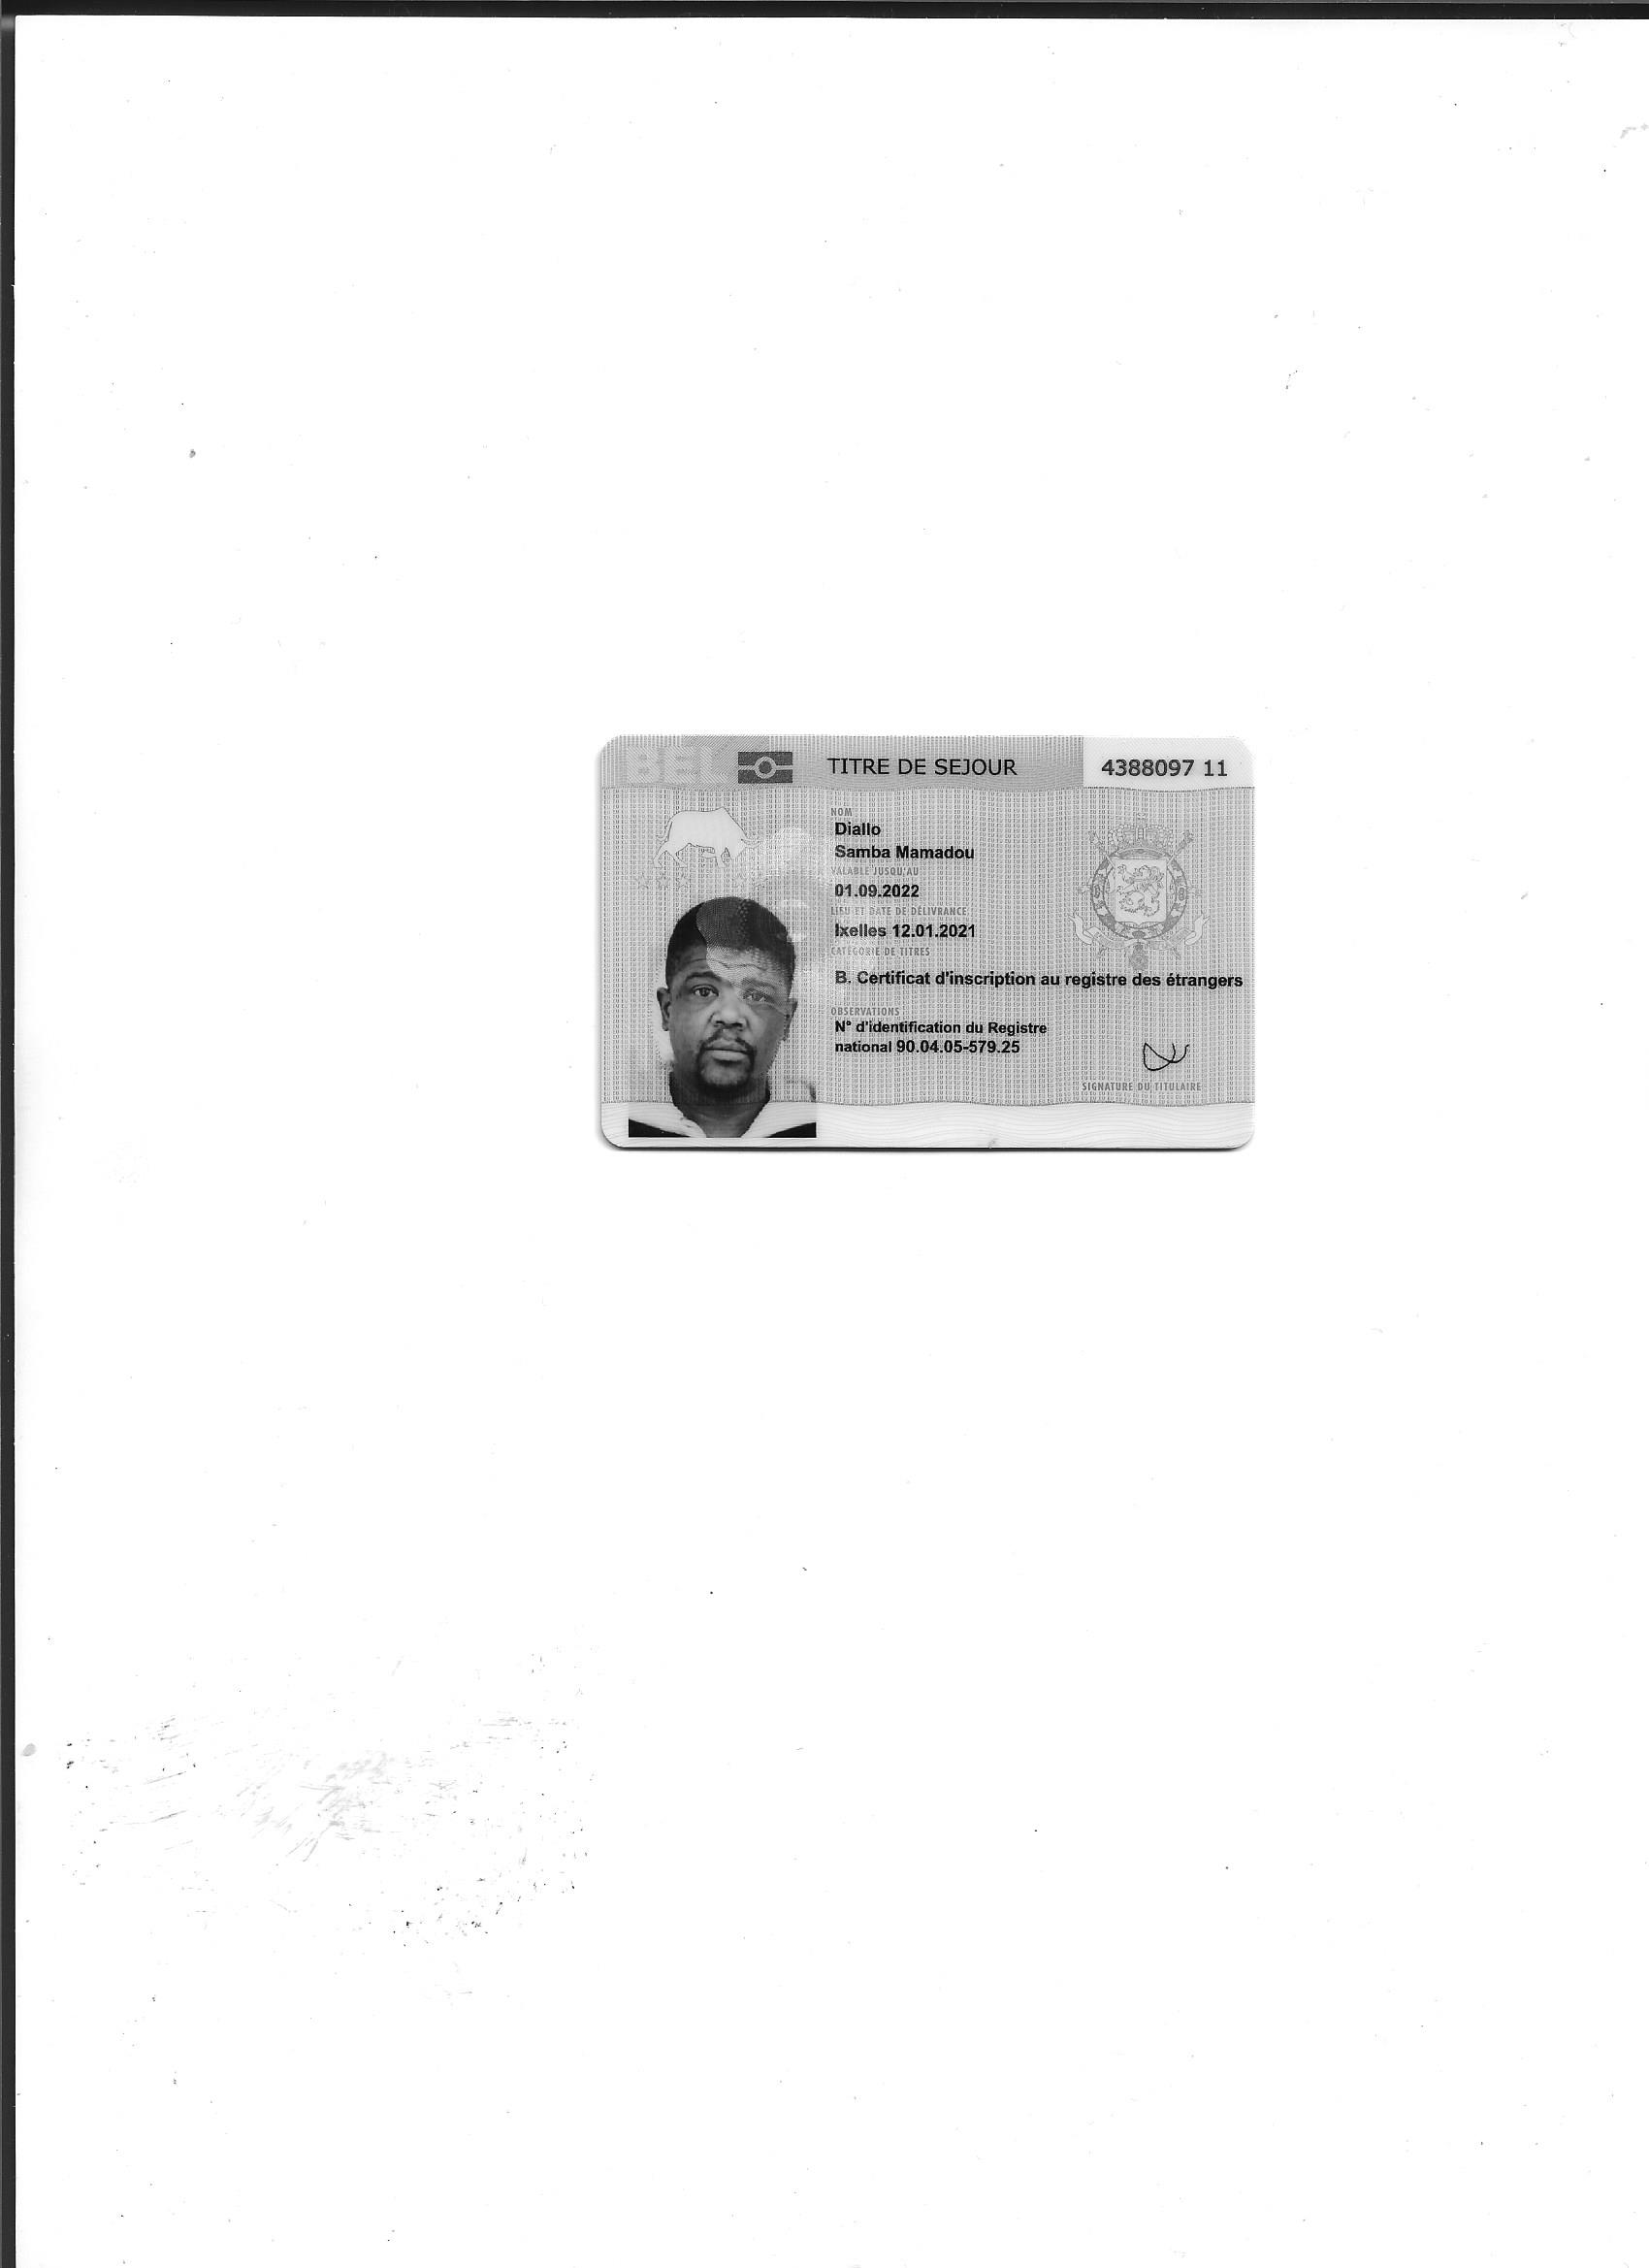 BEL
TITRE DE SEJOUR
4388097 11
NOM
Diallo
Samba Mamadou
VALABLE JUSQU'AU
01.09.2022
LIEU ET DATE DE DÉLIVRANCE
Ixelles 12.01.2021
CATÉGORIE DE TITRES
B. Certificat d'inscription au registre des étrangers
OBSERVATIONS
N° d'identification du Registre
national 90.04.05-579.25
SIGNATURE DU TITULAIRE